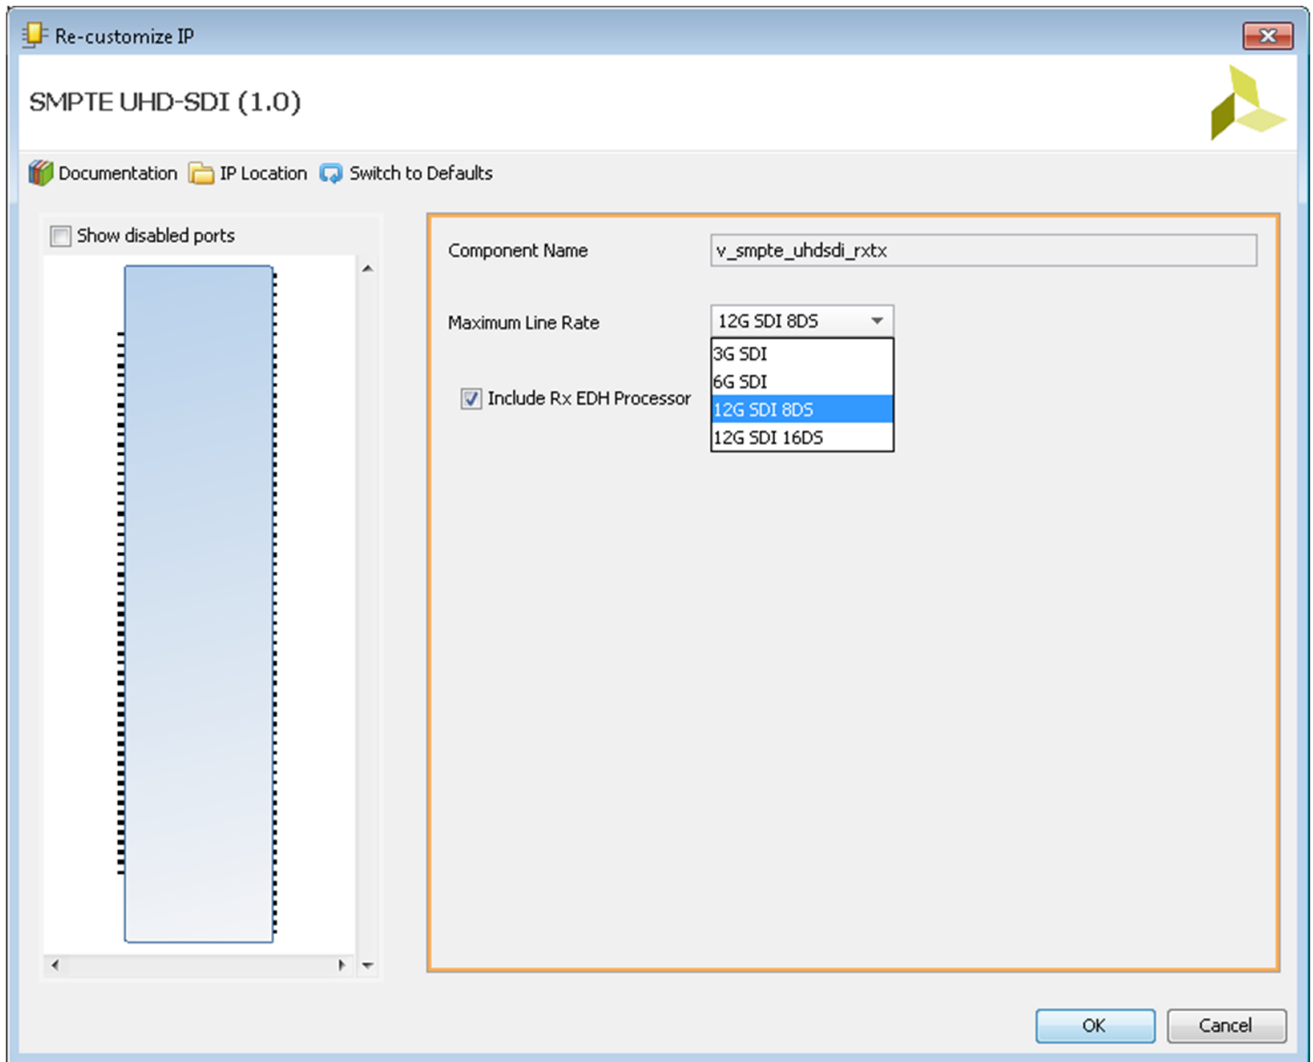 Re-customize IP
SMPTE UHD-SDI (1.0)
Documentation IP Location Switch to Defaults
Show disabled ports
Component Name v_smpte_uhdsdi_rxtx
Maximum Line Rate 12G SDI 8DS
3G SDI
6G SDI
Include Rx EDH Processor
12G SDI 8DS
12G SDI 16DS
OK Cancel